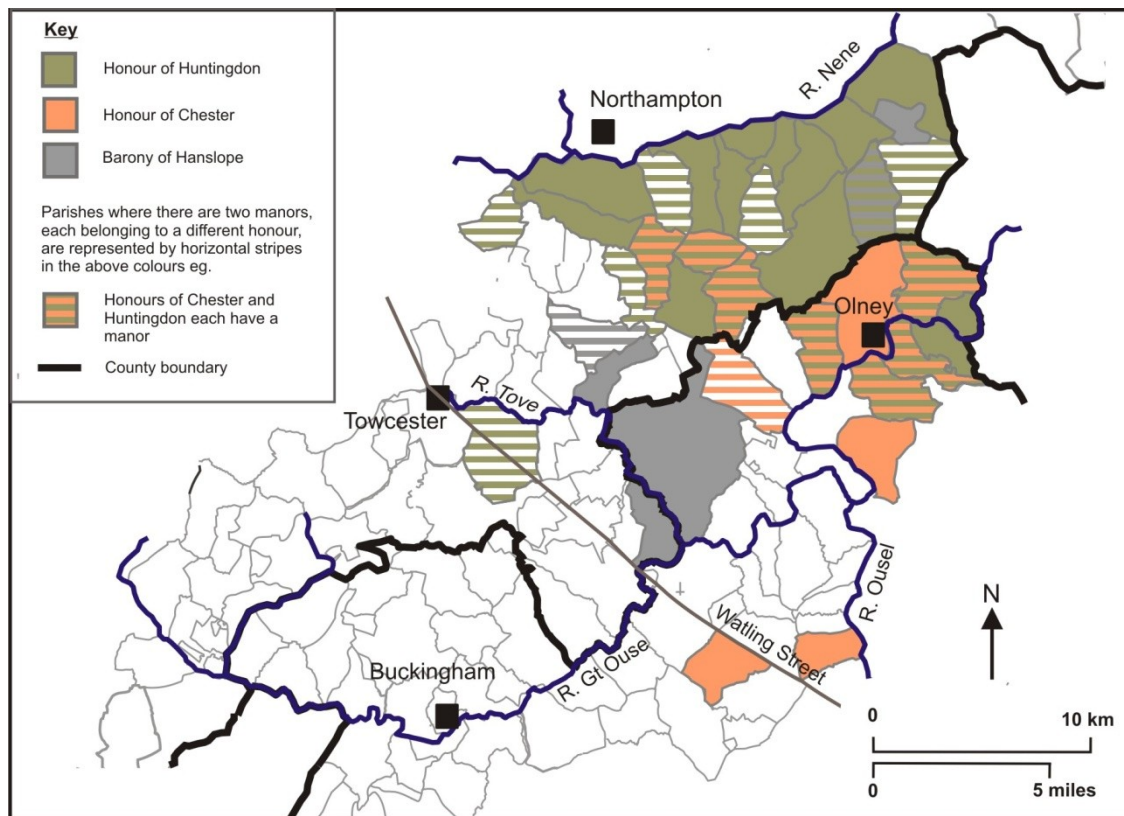 Key
Honour of Huntingdon
Honour of Chester
Barony of Hanslope
Parishes where there are two manors,
each belonging to a different honour,
are represented by horizontal stripes
in the above colours eg.
Honours of Chester and
Huntingdon each have a
manor
County boundary
R. Nene
Northampton
Olney
R. Tove
Towcester
R. Ousel
N
Watling Street
Buckingham
R. Gt Ouse
0 10 km
0 5 miles